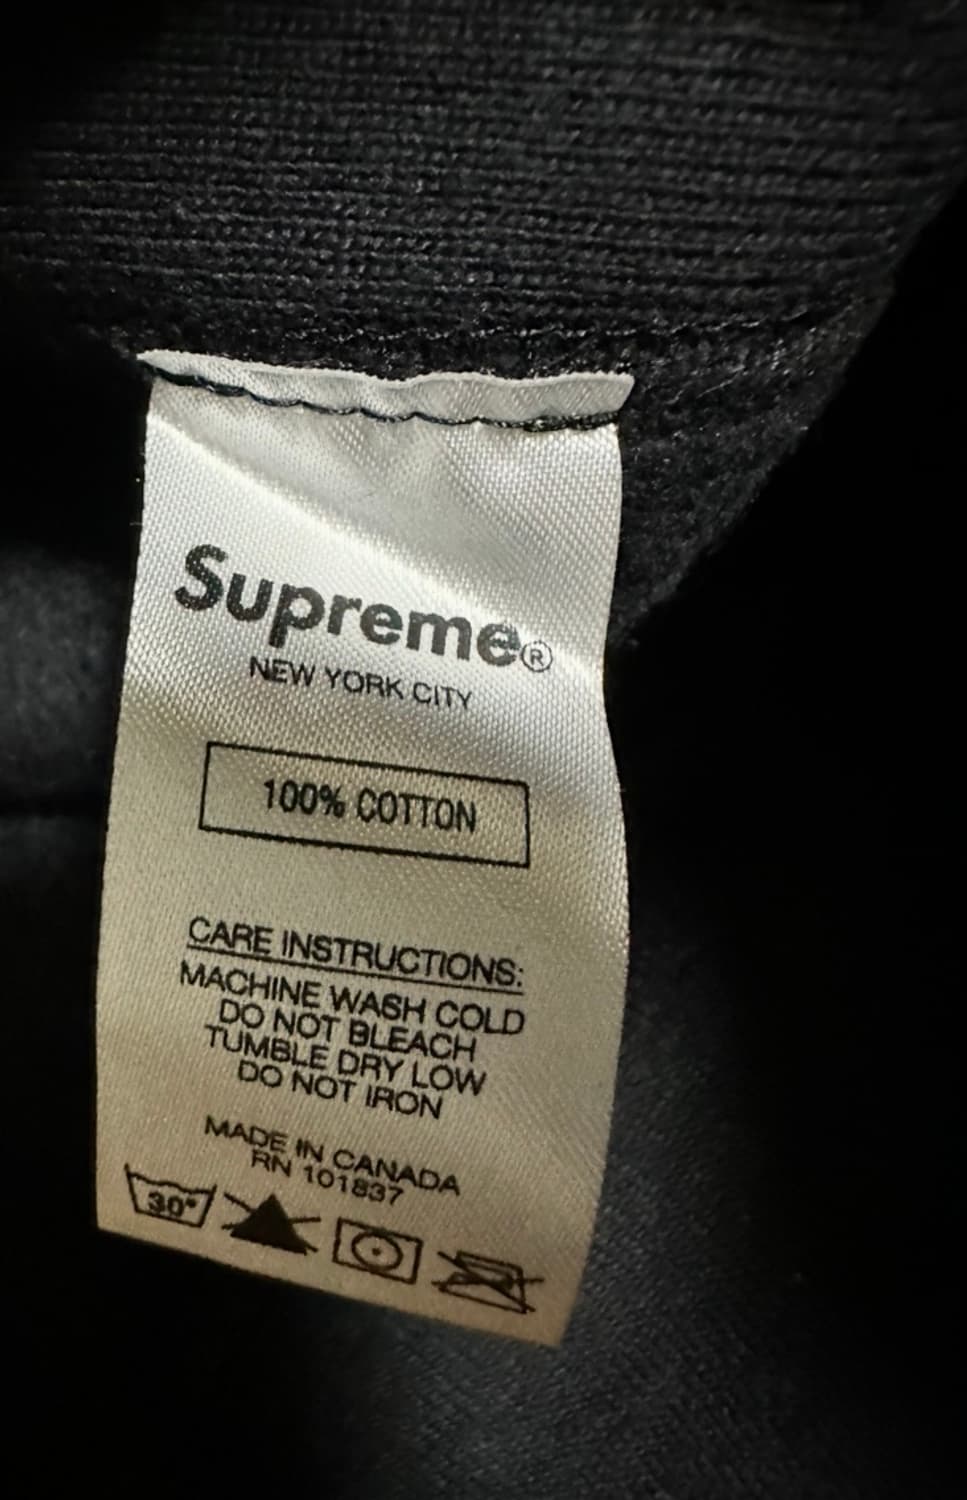 Supreme®
NEW YORK CITY
100% COTTON
CARE INSTRUCTIONS:
MACHINE WASH COLD
DO NOT BLEACH
TUMBLE DRY LOW
DO NOT IRON
MADE IN CANADA
RN 101837
30°